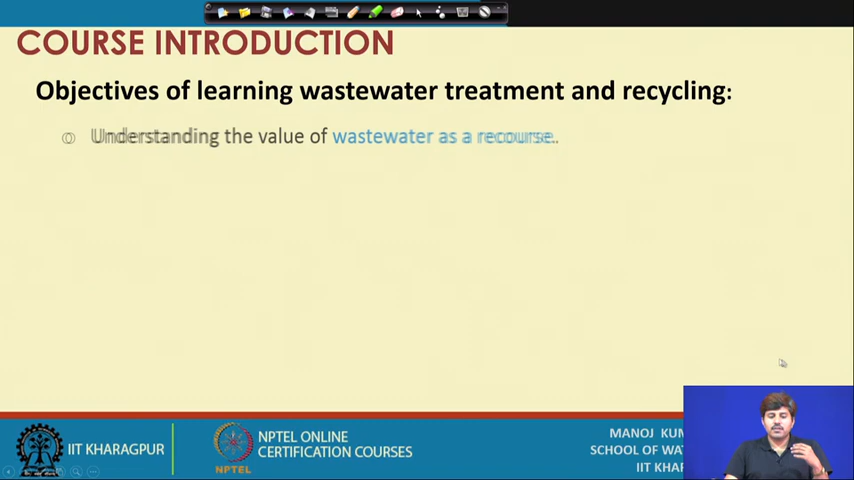 COURSE INTRODUCTION
Objectives of learning wastewater treatment and recycling:
Understanding the value of wastewater as a recourse.
IIT KHARAGPUR
NPTEL
NPTEL ONLINE
CERTIFICATION COURSES
MANOJ KUM
SCHOOL OF WAT
IIT KHAR